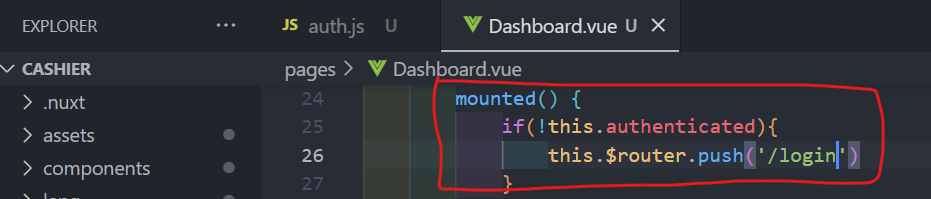 EXPLORER ··· JS auth.js U Dashboard.vue U ×
CASHIER pages > Dashboard.vue
> .nuxt 24 mounted() {
> assets 25 if(!this.authenticated){
> components 26 this.$router.push('/login')
27 }